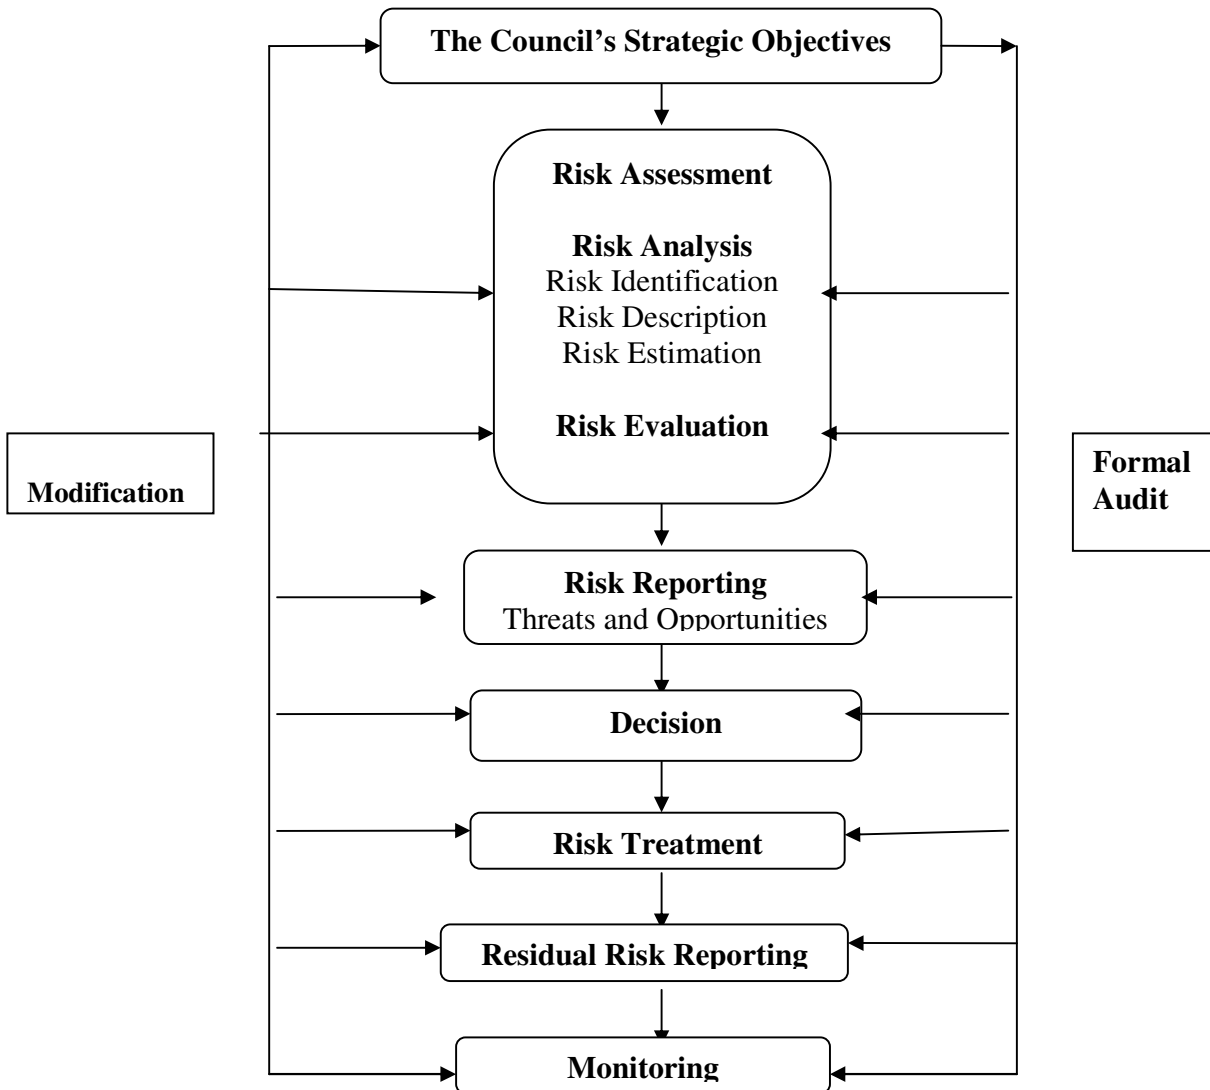 The Council’s Strategic Objectives
Risk Assessment
Risk Analysis
Risk Identification
Risk Description
Risk Estimation
Risk Evaluation
Modification
Formal
Audit
Risk Reporting
Threats and Opportunities
Decision
Risk Treatment
Residual Risk Reporting
Monitoring